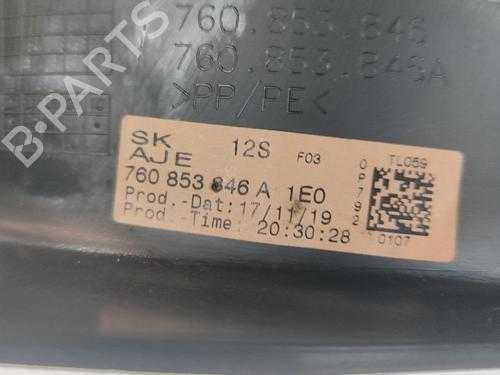 760.853.846
760.853.846A
>PP/PE<
SK 12S F03 TL059
AJE
760 853 846 A 1E0
Prod.-Dat: 17/11/19
Prod.-Time: 20:30:28
0107
B-PARTS